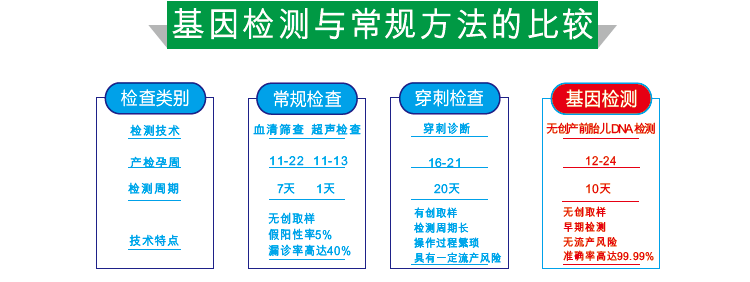 基因检测与常规方法的比较
检查类别 常规检查 穿刺检查 基因检测
检测技术 血清筛查 超声检查 穿刺诊断 无创产前胎儿DNA检测
产检孕周 11-22 11-13 16-21 12-24
检测周期 7天 1天 20天 10天
技术特点
无创取样
假阳性率5%
漏诊率高达40%
有创取样
检测周期长
操作过程繁琐
具有一定流产风险
无创取样
早期检测
无流产风险
准确率高达99.99%